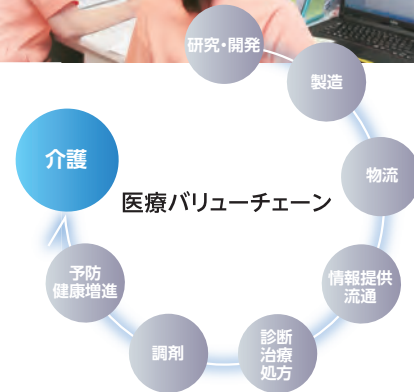 研究・開発
製造
物流
情報提供
流通
診断
治療
処方
調剤
予防
健康増進
介護
医療バリューチェーン